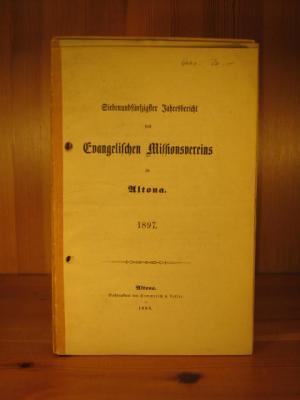 Siebenundfünfzigster Jahresbericht
des
Evangelischen Missionsvereins
in
Altona.
1897.
Altona.
1898.